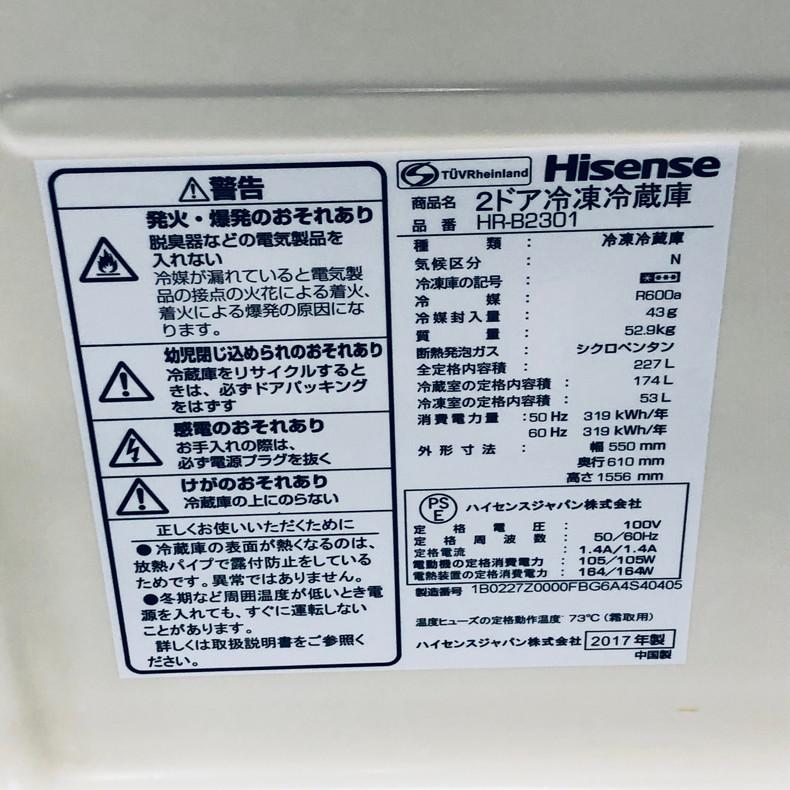 警告
発火・爆発のおそれあり
脱臭器などの電気製品を
入れない
冷媒が漏れていると電気製
品の接点の火花による着火、
着火による爆発の原因にな
ります。
幼児閉じ込められのおそれあり
冷蔵庫をリサイクルすると
きは、必ずドアパッキング
をはずす
感電のおそれあり
お手入れの際は、
必ず電源プラグを抜く
けがのおそれあり
冷蔵庫の上にのらない
正しくお使いいただくために
●冷蔵庫の表面が熱くなるのは、
放熱パイプで露付防止をしている
ためです。異常ではありません。
●冬期など周囲温度が低いとき電
源を入れても、すぐに運転しない
ことがあります。
詳しくは取扱説明書をご参照く
ださい。
TÜVRheinland Hisense
商品名 2ドア冷凍冷蔵庫
品番 HR-B2301
種類: 冷凍冷蔵庫
気候区分: N
冷凍庫の記号:
冷媒: R600a
冷媒封入量: 43g
質量: 52.9kg
断熱発泡ガス: シクロペンタン
全定格内容積: 227L
冷蔵室の定格内容積: 174L
冷凍室の定格内容積: 53L
消費電力量:50Hz 319 kWh/年
60Hz 319 kWh/年
外形寸法: 幅 550 mm
奥行 610 mm
高さ 1556 mm
PS
E ハイセンスジャパン株式会社
定格電圧: 100V
定格周波数: 50/60Hz
定格電流: 1.4A/1.4A
電動機の定格消費電力: 105/105W
電熱装置の定格消費電力: 164/164W
製造番号 1B0227Z0000FBG6A4S40405
温度ヒューズの定格動作温度 73℃(霜取用)
ハイセンスジャパン株式会社 2017年製
中国製